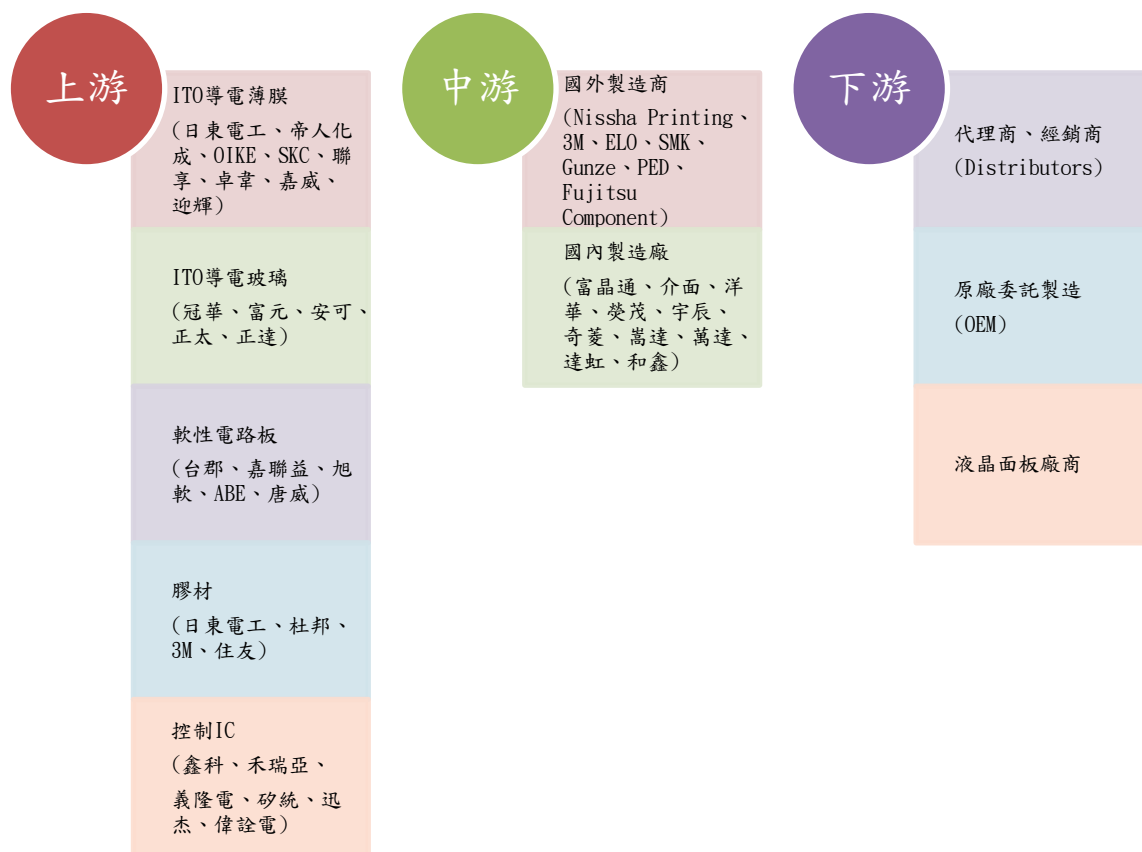 上游
ITO導電薄膜
(日東電工、帝人化
成、OIKE、SKC、聯
享、卓韋、嘉威、
迎輝)
ITO導電玻璃
(冠華、富元、安可、
正太、正達)
軟性電路板
(台郡、嘉聯益、旭
軟、ABE、唐威)
膠材
(日東電工、杜邦、
3M、住友)
控制IC
(鑫科、禾瑞亞、
義隆電、矽統、迅
杰、偉詮電)
中游
國外製造商
(Nissha Printing、
3M、ELO、SMK、
Gunze、PED、
Fujitsu
Component)
國內製造廠
(富晶通、介面、洋
華、熒茂、宇辰、
奇菱、嵩達、萬達、
達虹、和鑫)
下游
代理商、經銷商
(Distributors)
原廠委託製造
(OEM)
液晶面板廠商